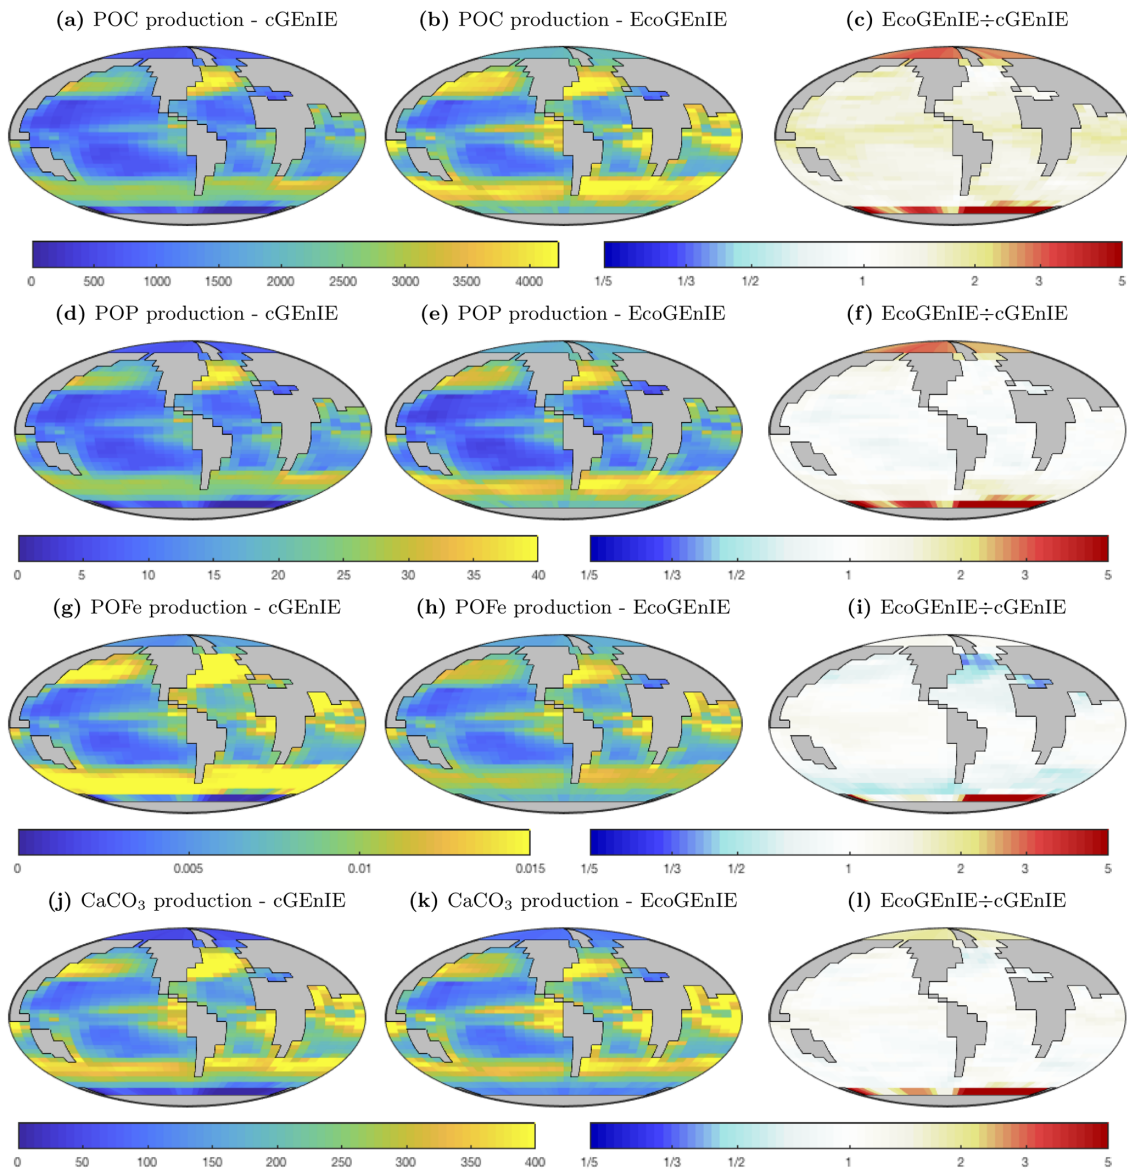 (a) POC production - cGEnIE (b) POC production - EcoGEnIE (c) EcoGEnIE÷cGEnIE
0 500 1000 1500 2000 2500 3000 3500 4000 1/5 1/3 1/2 1 2 3 5
(d) POP production - cGEnIE (e) POP production - EcoGEnIE (f) EcoGEnIE÷cGEnIE
0 5 10 15 20 25 30 35 40 1/5 1/3 1/2 1 2 3 5
(g) POFe production - cGEnIE (h) POFe production - EcoGEnIE (i) EcoGEnIE÷cGEnIE
0 0.005 0.01 0.015 1/5 1/3 1/2 1 2 3 5
(j) CaCO₃ production - cGEnIE (k) CaCO₃ production - EcoGEnIE (l) EcoGEnIE÷cGEnIE
0 50 100 150 200 250 300 350 400 1/5 1/3 1/2 1 2 3 5